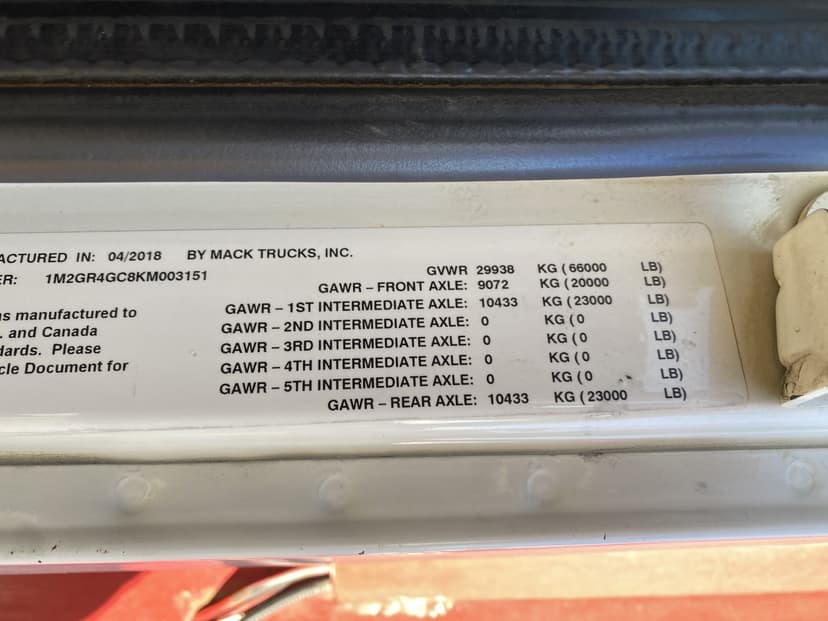 ACTURED IN: 04/2018 BY MACK TRUCKS, INC.
ER: 1M2GR4GC8KM003151
as manufactured to
. and Canada
dards. Please
cle Document for
GVWR 29938 KG ( 66000 LB)
GAWR – FRONT AXLE: 9072 KG ( 20000 LB)
GAWR – 1ST INTERMEDIATE AXLE: 10433 KG ( 23000 LB)
GAWR – 2ND INTERMEDIATE AXLE: 0 KG ( 0 LB)
GAWR – 3RD INTERMEDIATE AXLE: 0 KG ( 0 LB)
GAWR – 4TH INTERMEDIATE AXLE: 0 KG ( 0 LB)
GAWR – 5TH INTERMEDIATE AXLE: 0 KG ( 0 LB)
GAWR – REAR AXLE: 10433 KG ( 23000 LB)